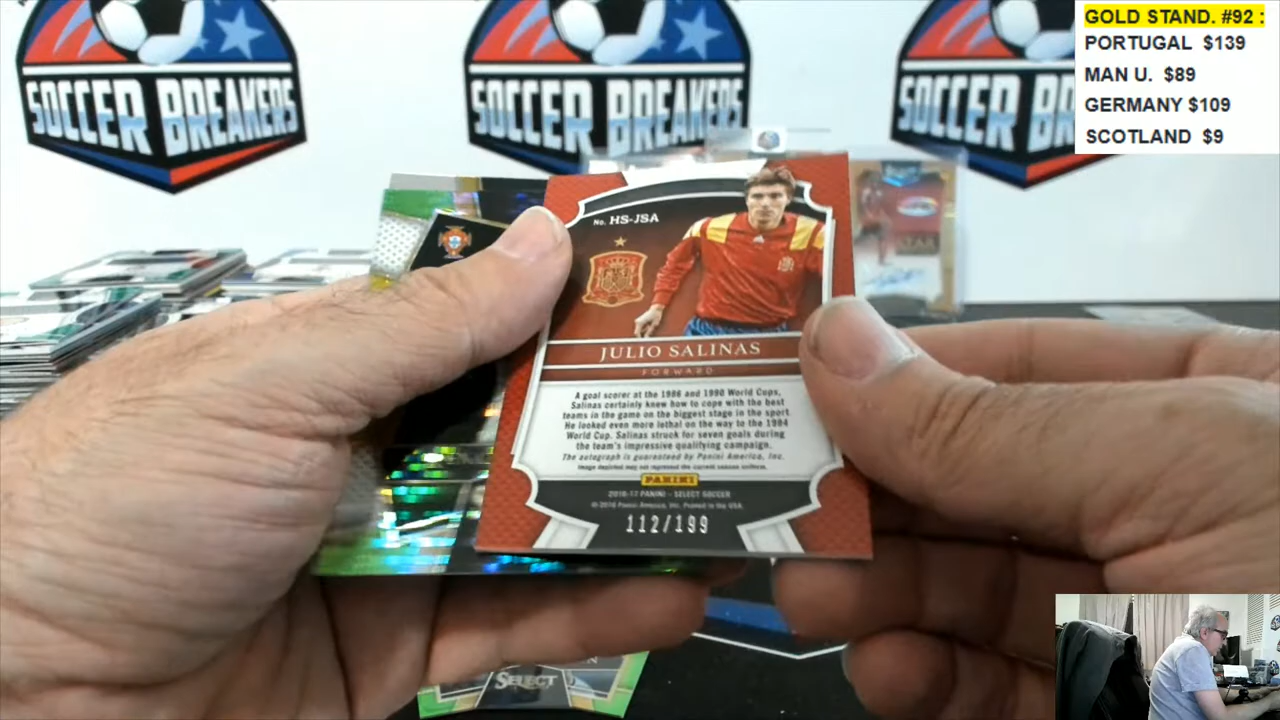 GOLD STAND. #92 :
PORTUGAL $139
MAN U. $89
GERMANY $109
SCOTLAND $9
SOCCER BREAKERS
SOCCER BREAKERS
SOCCER BR
No. HS-JSA
JULIO SALINAS
FORWARD
A goal scorer at the 1986 and 1990 World Cups,
Salinas certainly knew how to cope with the best
teams in the game on the biggest stage in the sport.
He looked even more lethal on the way to the 1994
World Cup. Salinas struck for seven goals during
the team's impressive qualifying campaign.
The autograph is guaranteed by Panini America, Inc.
Image depicted may not represent the current season uniform.
PANINI
2016-17 PANINI - SELECT SOCCER
© 2016 Panini America, Inc. Printed in the USA.
112/199
SELECT